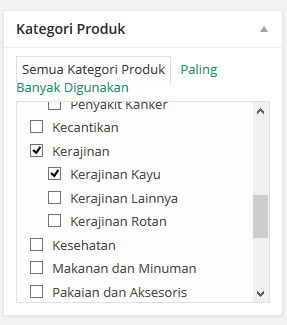 Kategori Produk
Semua Kategori Produk Paling
Banyak Digunakan
Penyakit Kanker
Kecantikan
Kerajinan
Kerajinan Kayu
Kerajinan Lainnya
Kerajinan Rotan
Kesehatan
Makanan dan Minuman
Pakaian dan Aksesoris